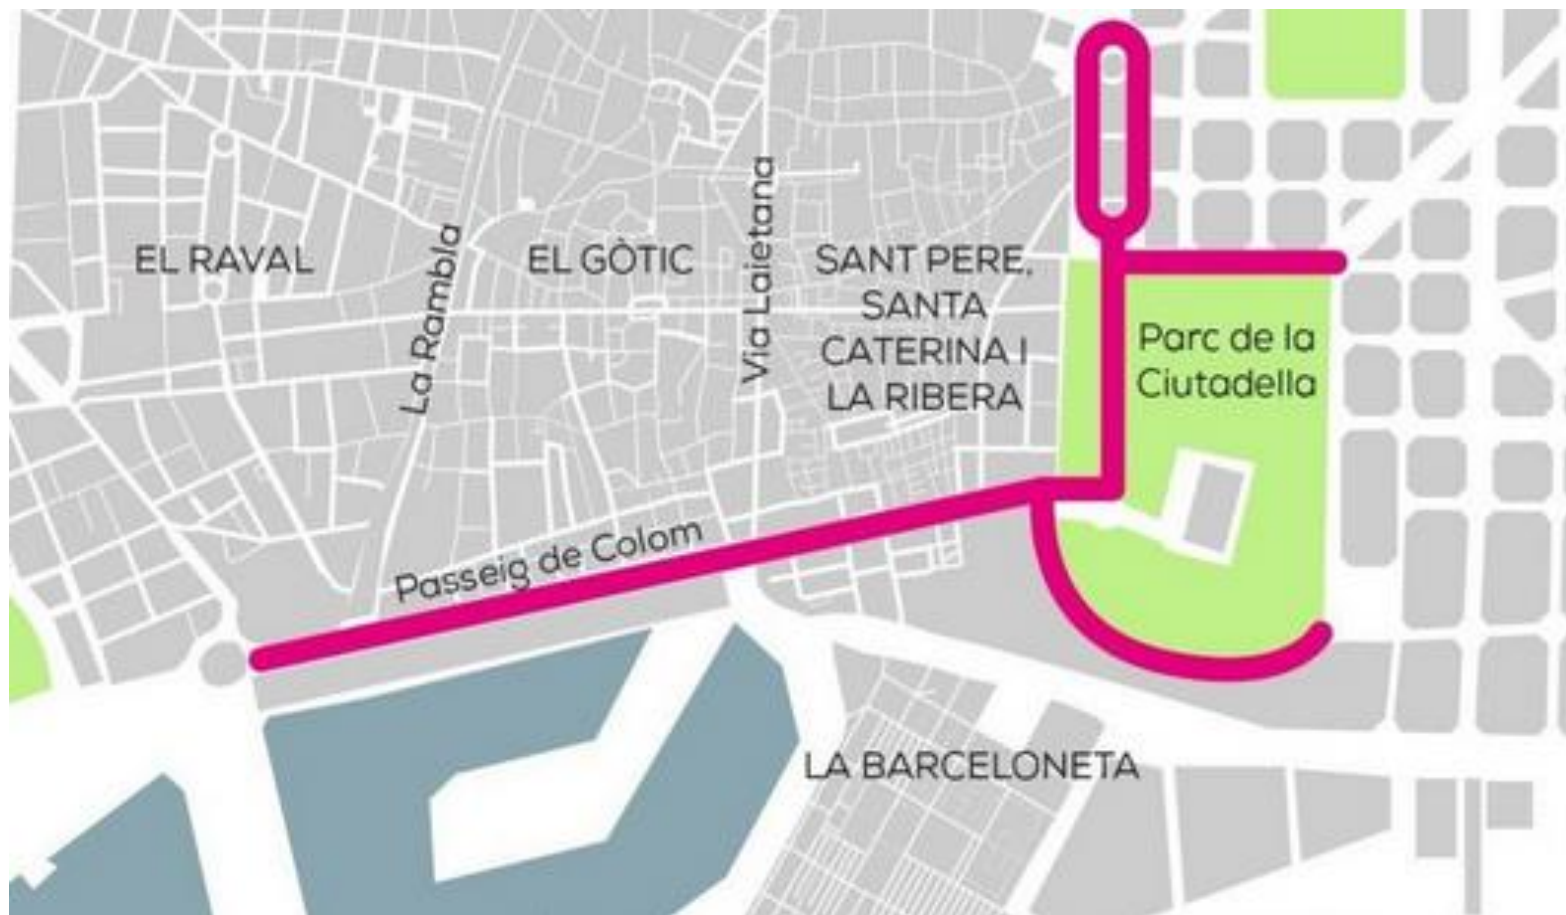 EL RAVAL
La Rambla
EL GÒTIC
Via Laietana
SANT PERE,
SANTA
CATERINA I
LA RIBERA
Parc de la
Ciutadella
Passeig de Colom
LA BARCELONETA